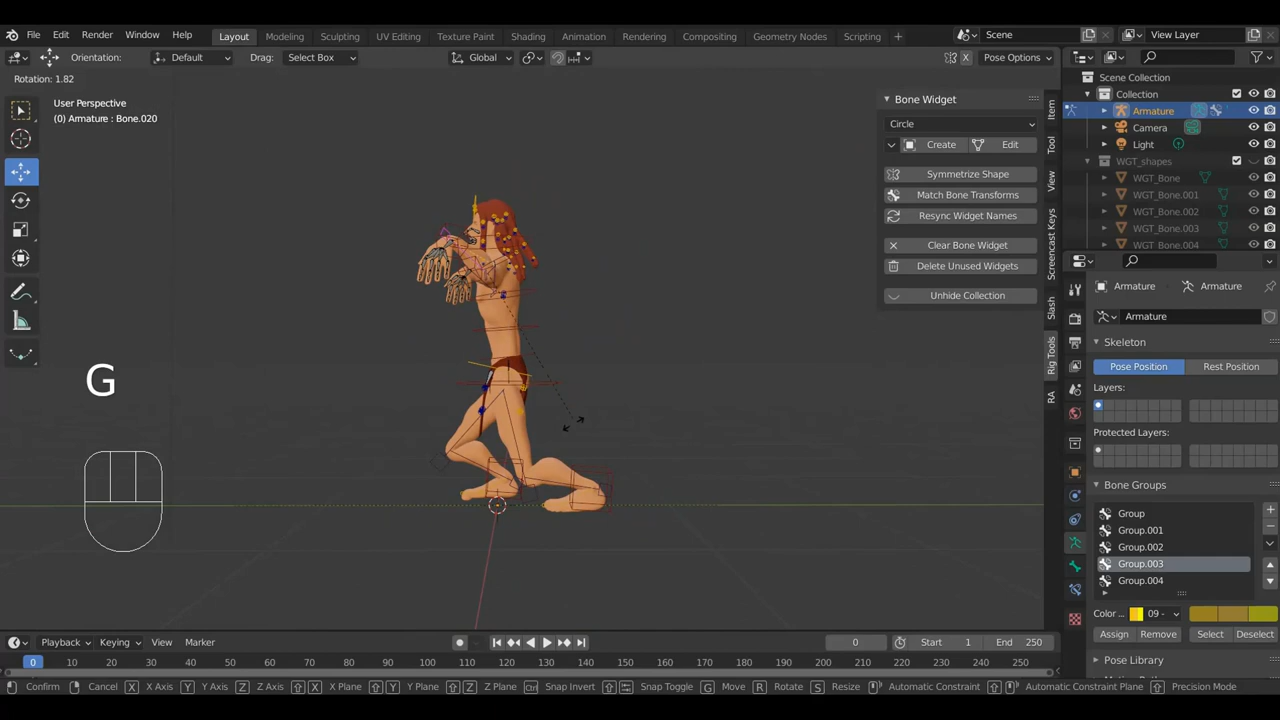 File Edit Render Window Help Layout Modeling Sculpting UV Editing Texture Paint Shading Animation Rendering Compositing Geometry Nodes Scripting + Scene View Layer
Orientation: Default Drag: Select Box Global X Pose Options
Rotation: 1.82
User Perspective
(0) Armature : Bone.020
Bone Widget
Circle
Create Edit
Symmetrize Shape
Match Bone Transforms
Resync Widget Names
Clear Bone Widget
Delete Unused Widgets
Unhide Collection
Item
Tool
View
Screencast Keys
Slash
Rig Tools
RA
G
Scene Collection
Collection
Armature
Camera
Light
WGT_shapes
WGT_Bone
WGT_Bone.001
WGT_Bone.002
WGT_Bone.003
WGT_Bone.004
Armature Armature
Armature
Skeleton
Pose Position Rest Position
Layers:
Protected Layers:
Bone Groups
Group
Group.001
Group.002
Group.003
Group.004
Color ... 09 -
Assign Remove Select Deselect
Pose Library
Playback Keying View Marker 0 Start 1 End 250
0 10 20 30 40 50 60 70 80 90 100 110 120 130 140 150 160 170 180 190 200 210 220 230 240 250
Confirm Cancel X X Axis Y Y Axis Z Z Axis X X Plane Y Y Plane Z Z Plane Ctrl Snap Invert Snap Toggle G Move R Rotate S Resize Automatic Constraint Automatic Constraint Plane Precision Mode